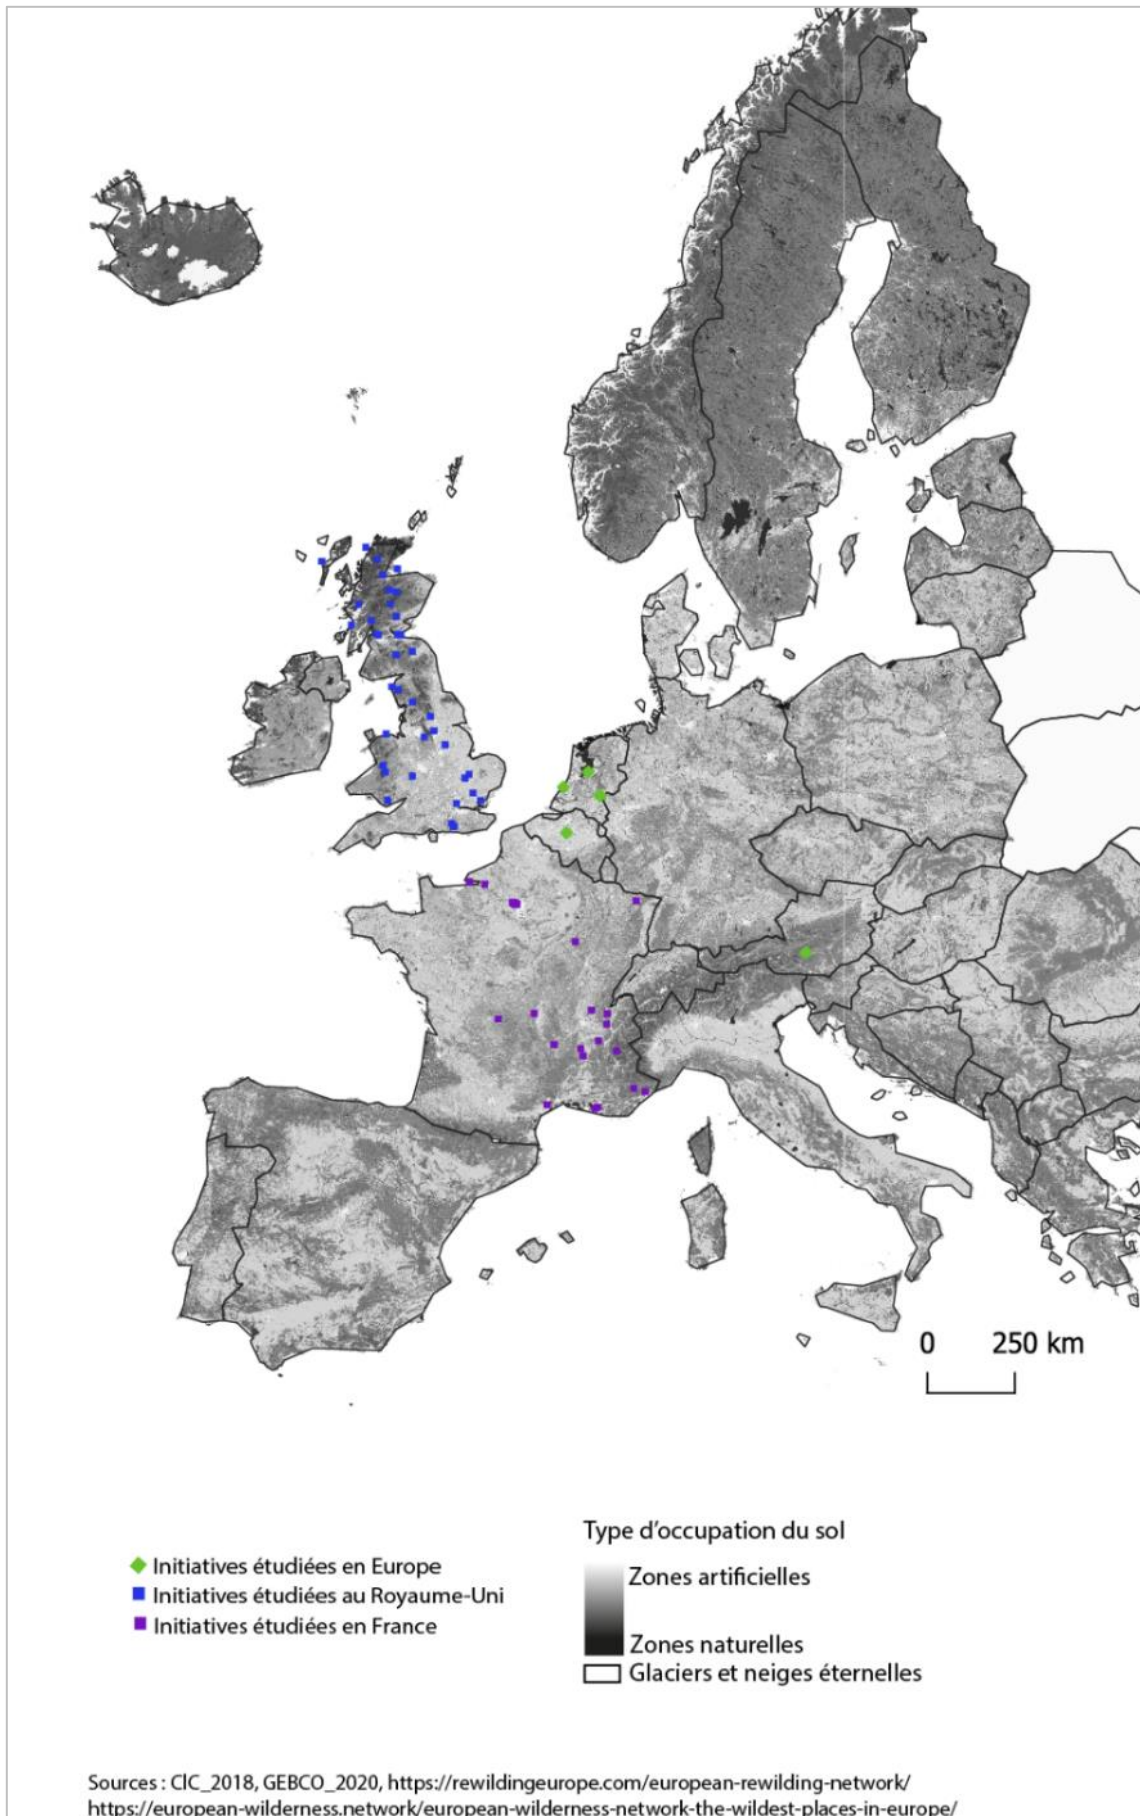 0 250 km
Type d'occupation du sol
Initiatives étudiées en Europe
Initiatives étudiées au Royaume-Uni
Initiatives étudiées en France
Zones artificielles
Zones naturelles
Glaciers et neiges éternelles
Sources : ClC_2018, GEBCO_2020, https://rewildingeurope.com/european-rewilding-network/
https://european-wilderness.network/european-wilderness-network-the-wildest-places-in-europe/